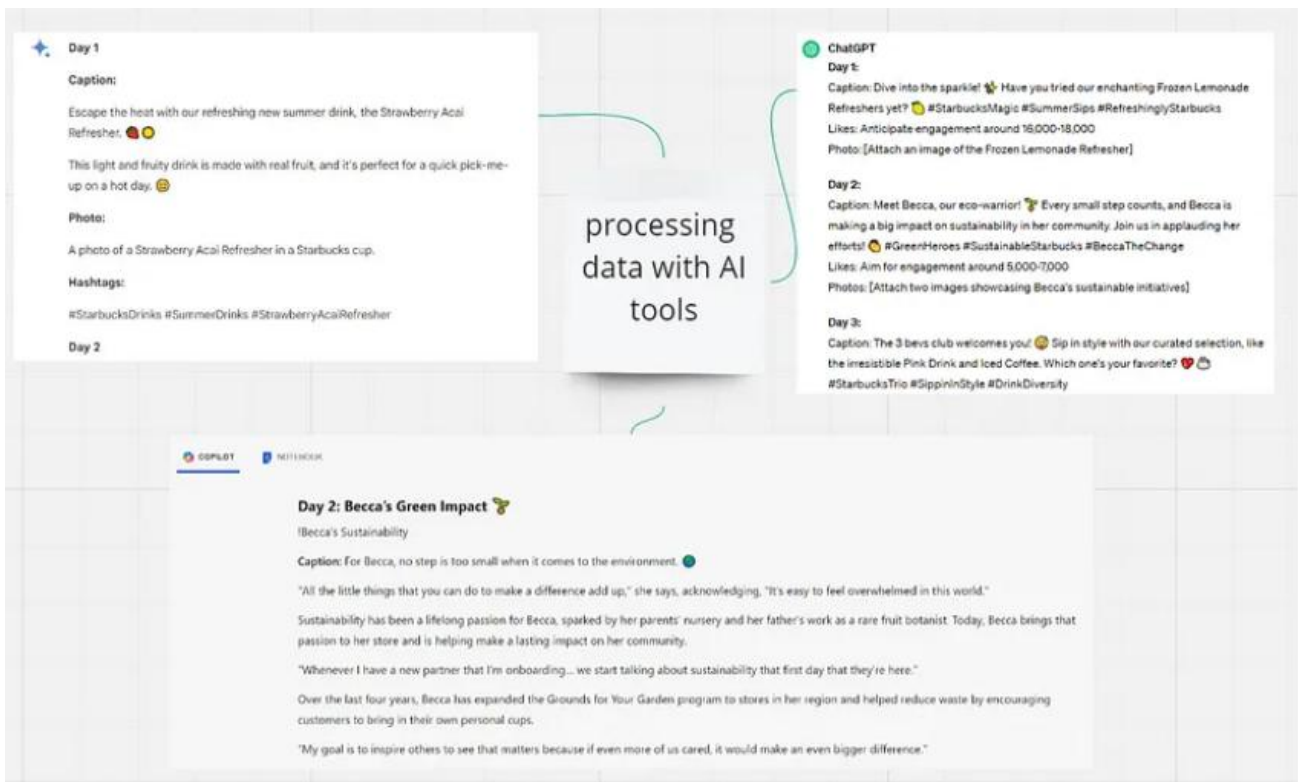 Day 1
Caption:
Escape the heat with our refreshing new summer drink, the Strawberry Acai
Refresher. 🍓🌞
This light and fruity drink is made with real fruit, and it's perfect for a quick pick-me-
up on a hot day. 😊
Photo:
A photo of a Strawberry Acai Refresher in a Starbucks cup.
Hashtags:
#StarbucksDrinks #SummerDrinks #StrawberryAcaiRefresher
Day 2
processing
data with AI
tools
ChatGPT
Day 1:
Caption: Dive into the sparkle! ✨ Have you tried our enchanting Frozen Lemonade
Refreshers yet? 🍋 #StarbucksMagic #SummerSips #RefreshinglyStarbucks
Likes: Anticipate engagement around 16,000-18,000
Photo: [Attach an image of the Frozen Lemonade Refresher]
Day 2:
Caption: Meet Becca, our eco-warrior! 🌱 Every small step counts, and Becca is
making a big impact on sustainability in her community. Join us in applauding her
efforts! 👏 #GreenHeroes #SustainableStarbucks #BeccaTheChange
Likes: Aim for engagement around 5,000-7,000
Photos: [Attach two images showcasing Becca's sustainable initiatives]
Day 3:
Caption: The 3 bevs club welcomes you! 😄 Sip in style with our curated selection, like
the irresistible Pink Drink and Iced Coffee. Which one's your favorite? 💖☕
#StarbucksTrio #SippinInStyle #DrinkDiversity
COPILOT NOTEBOOK
Day 2: Becca's Green Impact 🌱
!Becca's Sustainability
Caption: For Becca, no step is too small when it comes to the environment. 🌎
"All the little things that you can do to make a difference add up," she says, acknowledging, "It's easy to feel overwhelmed in this world."
Sustainability has been a lifelong passion for Becca, sparked by her parents' nursery and her father's work as a rare fruit botanist. Today, Becca brings that
passion to her store and is helping make a lasting impact on her community.
"Whenever I have a new partner that I'm onboarding... we start talking about sustainability that first day that they're here."
Over the last four years, Becca has expanded the Grounds for Your Garden program to stores in her region and helped reduce waste by encouraging
customers to bring in their own personal cups.
"My goal is to inspire others to see that matters because if even more of us cared, it would make an even bigger difference."